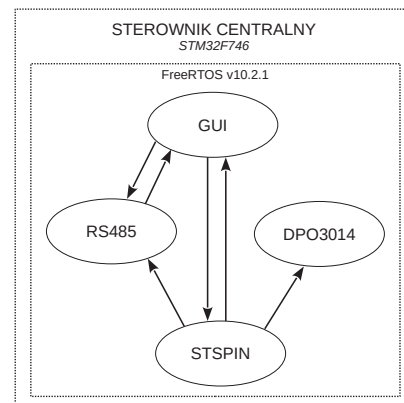 STEROWNIK CENTRALNY
STM32F746
FreeRTOS v10.2.1
GUI
RS485
DPO3014
STSPIN